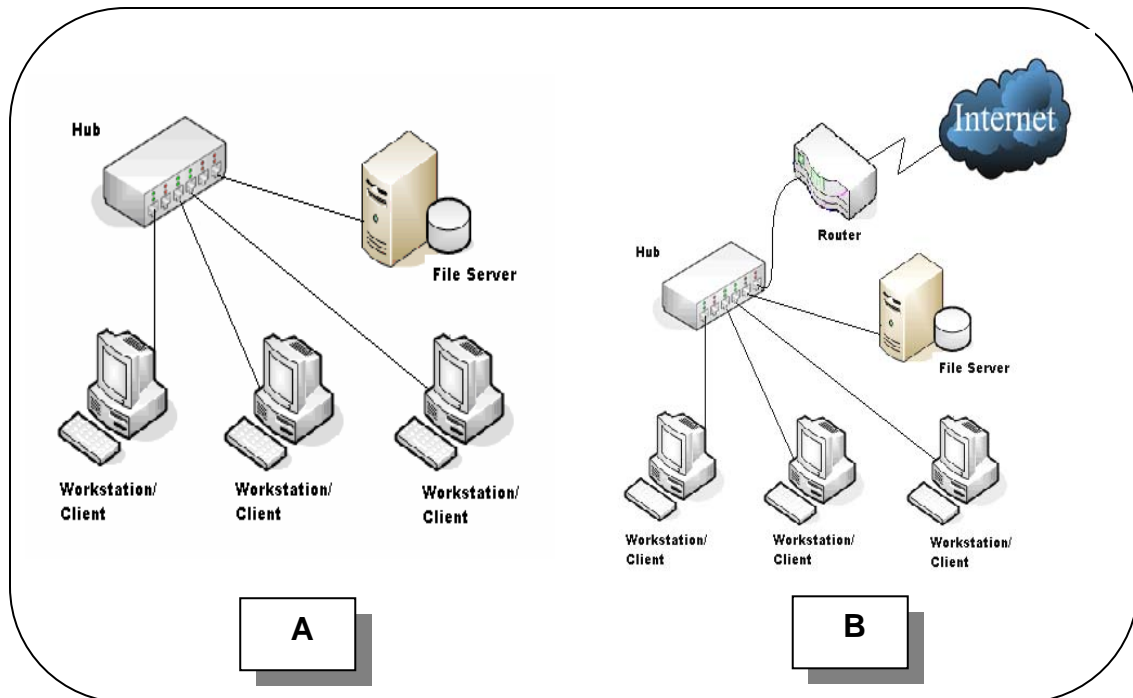 Hub
File Server
Workstation/
Client
Workstation/
Client
Workstation/
Client
A
Internet
Router
Hub
File Server
Workstation/
Client
Workstation/
Client
Workstation/
Client
B